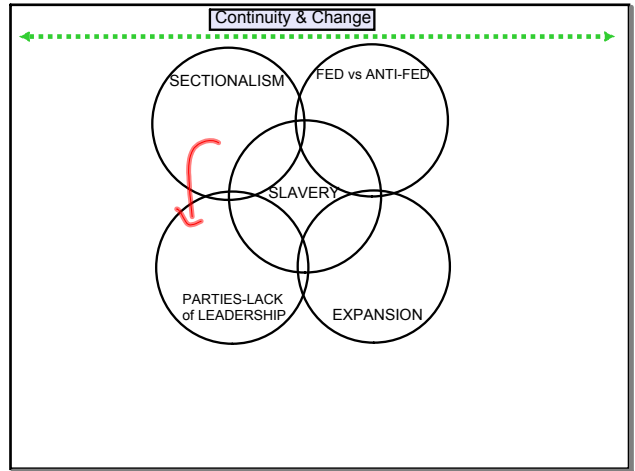 Continuity & Change
SECTIONALISM
FED vs ANTI-FED
SLAVERY
PARTIES-LACK
of LEADERSHIP
EXPANSION